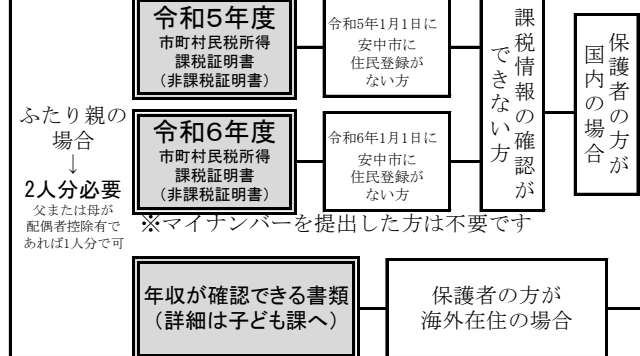 保護者の方が
国内の場合
課税情報の確認が
できない方
令和5年1月1日に
安中市に
住民登録が
ない方
令和5年度
市町村民税所得
課税証明書
(非課税証明書)
令和6年1月1日に
安中市に
住民登録が
ない方
令和6年度
市町村民税所得
課税証明書
(非課税証明書)
ふたり親の
場合
↓
2人分必要
父または母が
配偶者控除有で
あれば1人分で可
※マイナンバーを提出した方は不要です
保護者の方が
海外在住の場合
年収が確認できる書類
(詳細は子ども課へ)